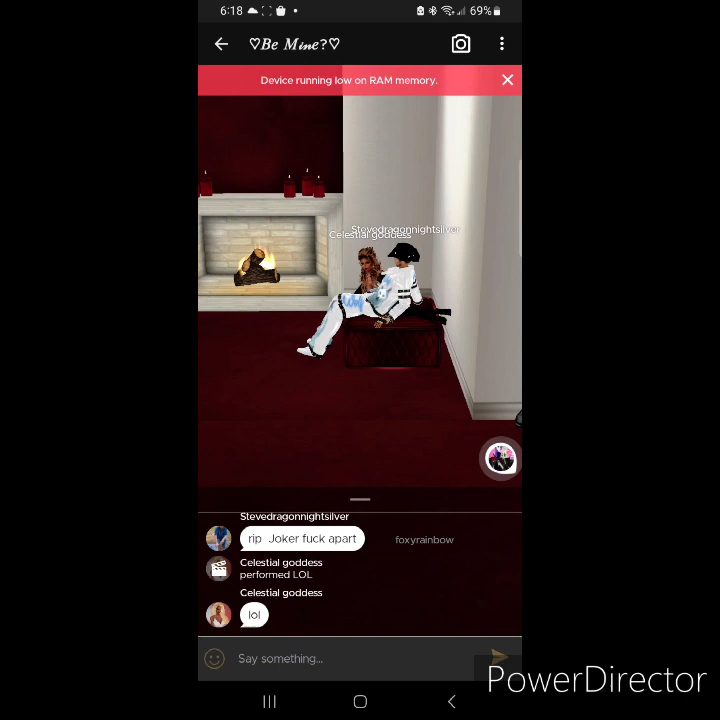 6:18
69%
♡Be Mine?♡
Device running low on RAM memory.
Stevedragonnightsilver
Celestial goddess
Stevedragonnightsilver
rip Joker fuck apart
foxyrainbow
Celestial goddess
performed LOL
Celestial goddess
lol
Say something...
PowerDirector